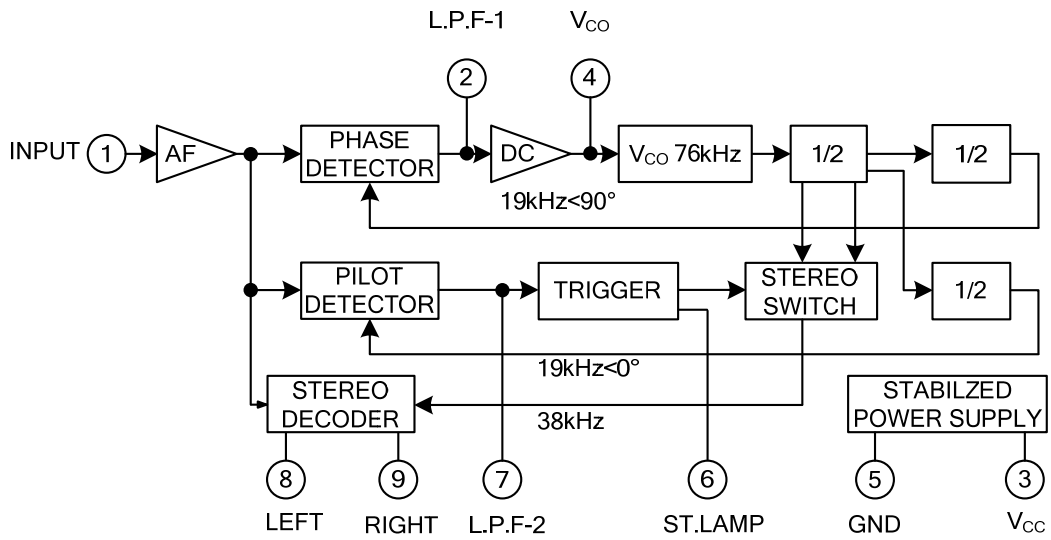 L.P.F-1
VCO
2
4
INPUT
1
AF
PHASE
DETECTOR
DC
VCO 76kHz
1/2
1/2
19kHz<90°
PILOT
DETECTOR
TRIGGER
STEREO
SWITCH
1/2
19kHz<0°
STEREO
DECODER
38kHz
STABILZED
POWER SUPPLY
8
9
7
6
5
3
LEFT
RIGHT
L.P.F-2
ST.LAMP
GND
VCC